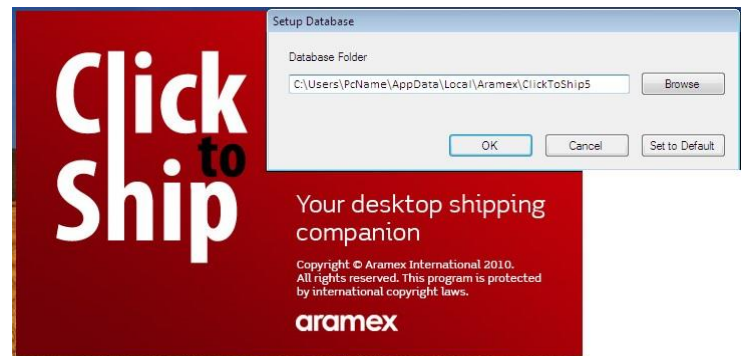 Setup Database
Database Folder
C:\Users\PcName\AppData\Local\Aramex\ClickToShip5
Browse
OK
Cancel
Set to Default
Click
to
Ship
Your desktop shipping
companion
Copyright © Aramex International 2010.
All rights reserved. This program is protected
by international copyright laws.
aramex